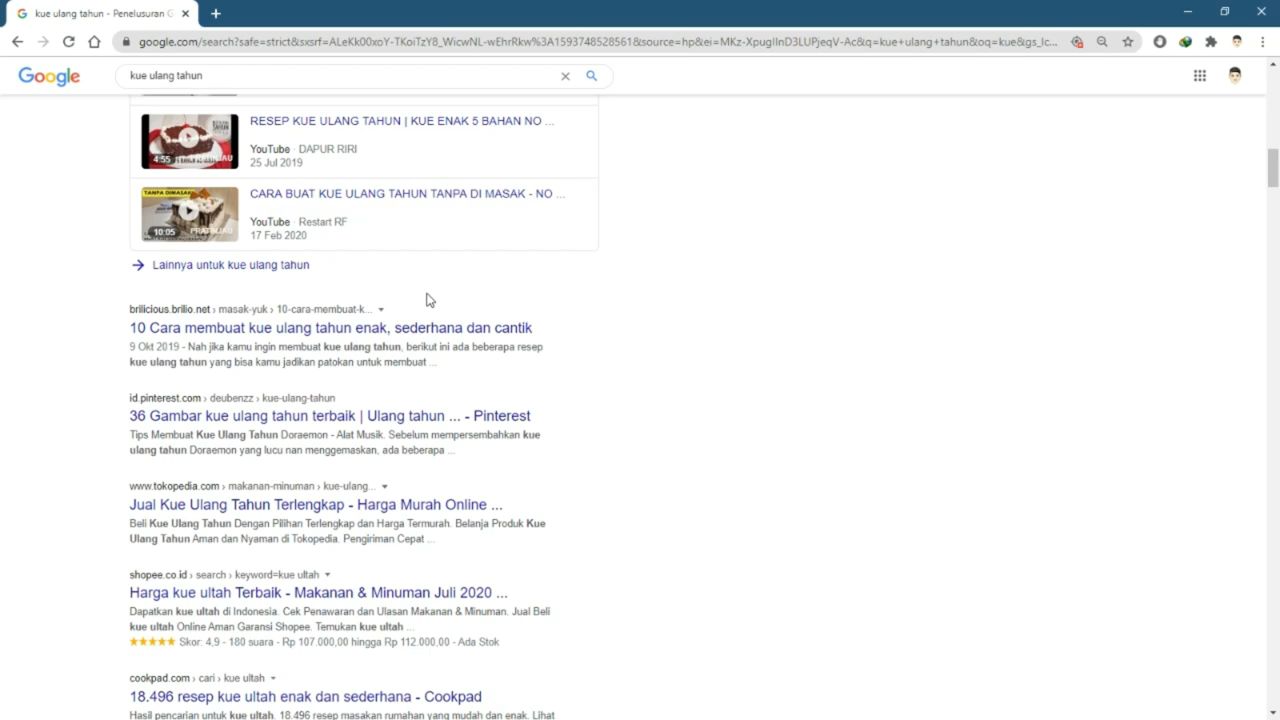 kue ulang tahun - Penelusuran G
google.com/search?safe=strict&sxsrf=ALeKk00xoY-TKoiTzY8_WicwNL-wEhrRkw%3A1593748528561&source=hp&ei=MKz-XpuglInD3LUPjeqV-Ac&q=kue+ulang+tahun&oq=kue&gs_lc...
Google
kue ulang tahun
RESEP KUE ULANG TAHUN | KUE ENAK 5 BAHAN NO ...
YouTube · DAPUR RIRI
25 Jul 2019
4:55
CARA BUAT KUE ULANG TAHUN TANPA DI MASAK - NO ...
YouTube · Restart RF
17 Feb 2020
TANPA DIMASAK
10:05
PRATINJAU
→ Lainnya untuk kue ulang tahun
brilicious.brilio.net › masak-yuk › 10-cara-membuat-k...
10 Cara membuat kue ulang tahun enak, sederhana dan cantik
9 Okt 2019 - Nah jika kamu ingin membuat kue ulang tahun, berikut ini ada beberapa resep
kue ulang tahun yang bisa kamu jadikan patokan untuk membuat ...
id.pinterest.com › deubenzz › kue-ulang-tahun
36 Gambar kue ulang tahun terbaik | Ulang tahun ... - Pinterest
Tips Membuat Kue Ulang Tahun Doraemon - Alat Musik. Sebelum mempersembahkan kue
ulang tahun Doraemon yang lucu nan menggemaskan, ada beberapa ...
www.tokopedia.com › makanan-minuman › kue-ulang...
Jual Kue Ulang Tahun Terlengkap - Harga Murah Online ...
Beli Kue Ulang Tahun Dengan Pilihan Terlengkap dan Harga Termurah. Belanja Produk Kue
Ulang Tahun Aman dan Nyaman di Tokopedia. Pengiriman Cepat ...
shopee.co.id › search › keyword=kue ultah
Harga kue ultah Terbaik - Makanan & Minuman Juli 2020 ...
Dapatkan kue ultah di Indonesia. Cek Penawaran dan Ulasan Makanan & Minuman. Jual Beli
kue ultah Online Aman Garansi Shopee. Temukan kue ultah ...
★★★★★ Skor: 4,9 - 180 suara - Rp 107.000,00 hingga Rp 112.000,00 - Ada Stok
cookpad.com › cari › kue ultah
18.496 resep kue ultah enak dan sederhana - Cookpad
Hasil pencarian untuk kue ultah. 18.496 resep masakan rumahan yang mudah dan enak. Lihat